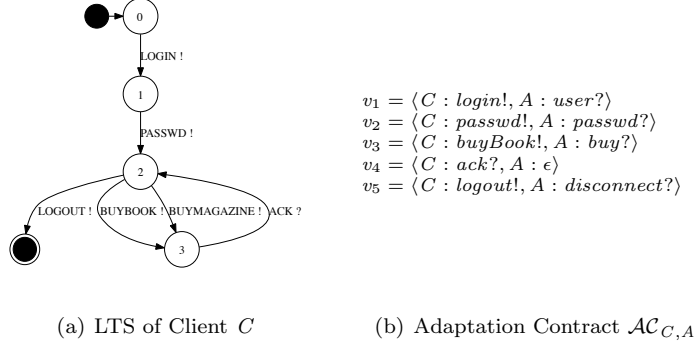 0
LOGIN !
1
PASSWD !
2
LOGOUT ! BUYBOOK ! BUYMAGAZINE ! ACK ?
3
(a) LTS of Client C
v₁ = ⟨C : login!, A : user?⟩
v₂ = ⟨C : passwd!, A : passwd?⟩
v₃ = ⟨C : buyBook!, A : buy?⟩
v₄ = ⟨C : ack?, A : ϵ⟩
v₅ = ⟨C : logout!, A : disconnect?⟩
(b) Adaptation Contract 𝒜𝒞_{C,A}